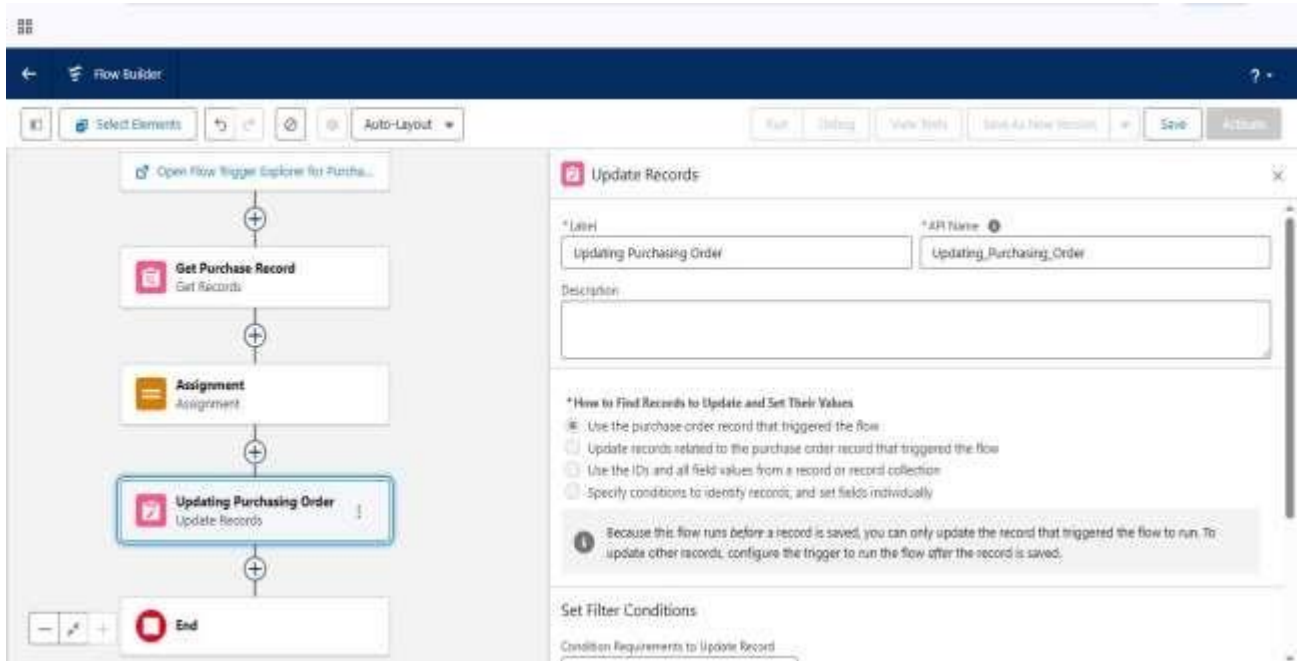 Flow Builder
?
Select Elements
Auto-Layout
Run
Debug
View Tests
Save As New Version
Save
Activate
Open Flow Trigger Explorer for Purcha...
Get Purchase Record
Get Records
Assignment
Assignment
Updating Purchasing Order
Update Records
End
Update Records
*Label
*API Name
Updating Purchasing Order
Updating_Purchasing_Order
Description
*How to Find Records to Update and Set Their Values
Use the purchase order record that triggered the flow
Update records related to the purchase order record that triggered the flow
Use the IDs and all field values from a record or record collection
Specify conditions to identify records, and set fields individually
Because this flow runs before a record is saved, you can only update the record that triggered the flow to run. To
update other records, configure the trigger to run the flow after the record is saved.
Set Filter Conditions
Condition Requirements to Update Record